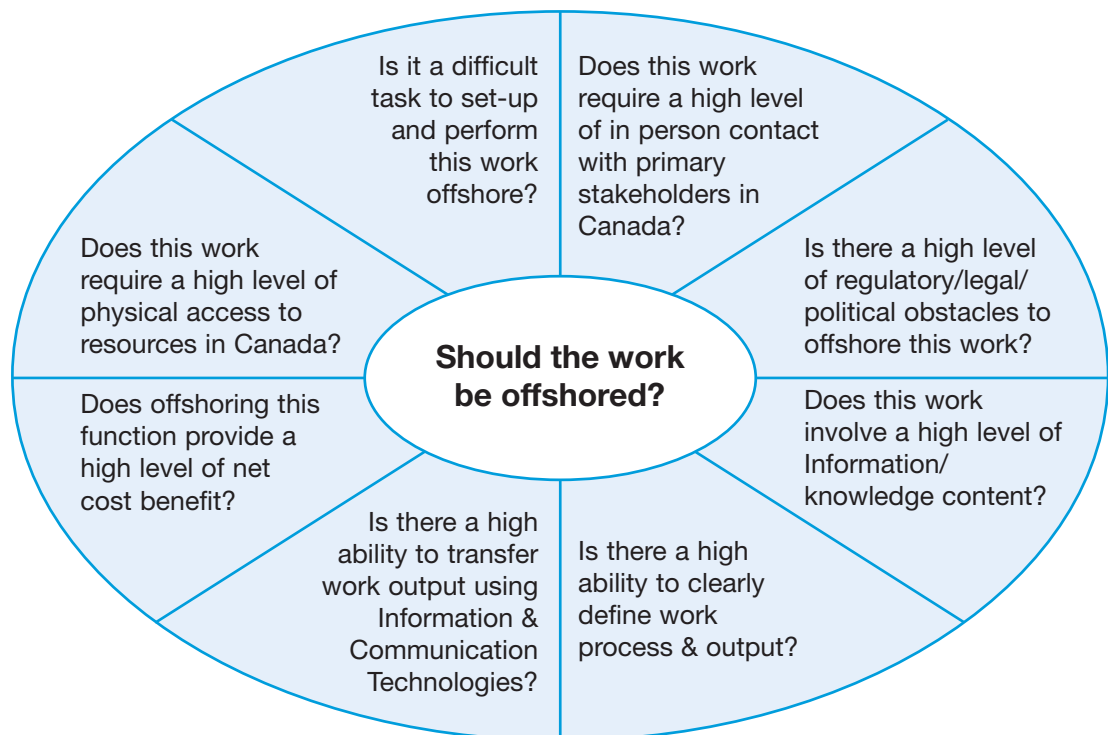 Is it a difficult
task to set-up
and perform
this work
offshore?
Does this work
require a high level
of in person contact
with primary
stakeholders in
Canada?
Is there a high level
of regulatory/legal/
political obstacles to
offshore this work?
Does this work
involve a high level of
Information/
knowledge content?
Is there a high
ability to clearly
define work
process & output?
Is there a high
ability to transfer
work output using
Information &
Communication
Technologies?
Does offshoring this
function provide a
high level of net
cost benefit?
Does this work
require a high level of
physical access to
resources in Canada?
Should the work
be offshored?